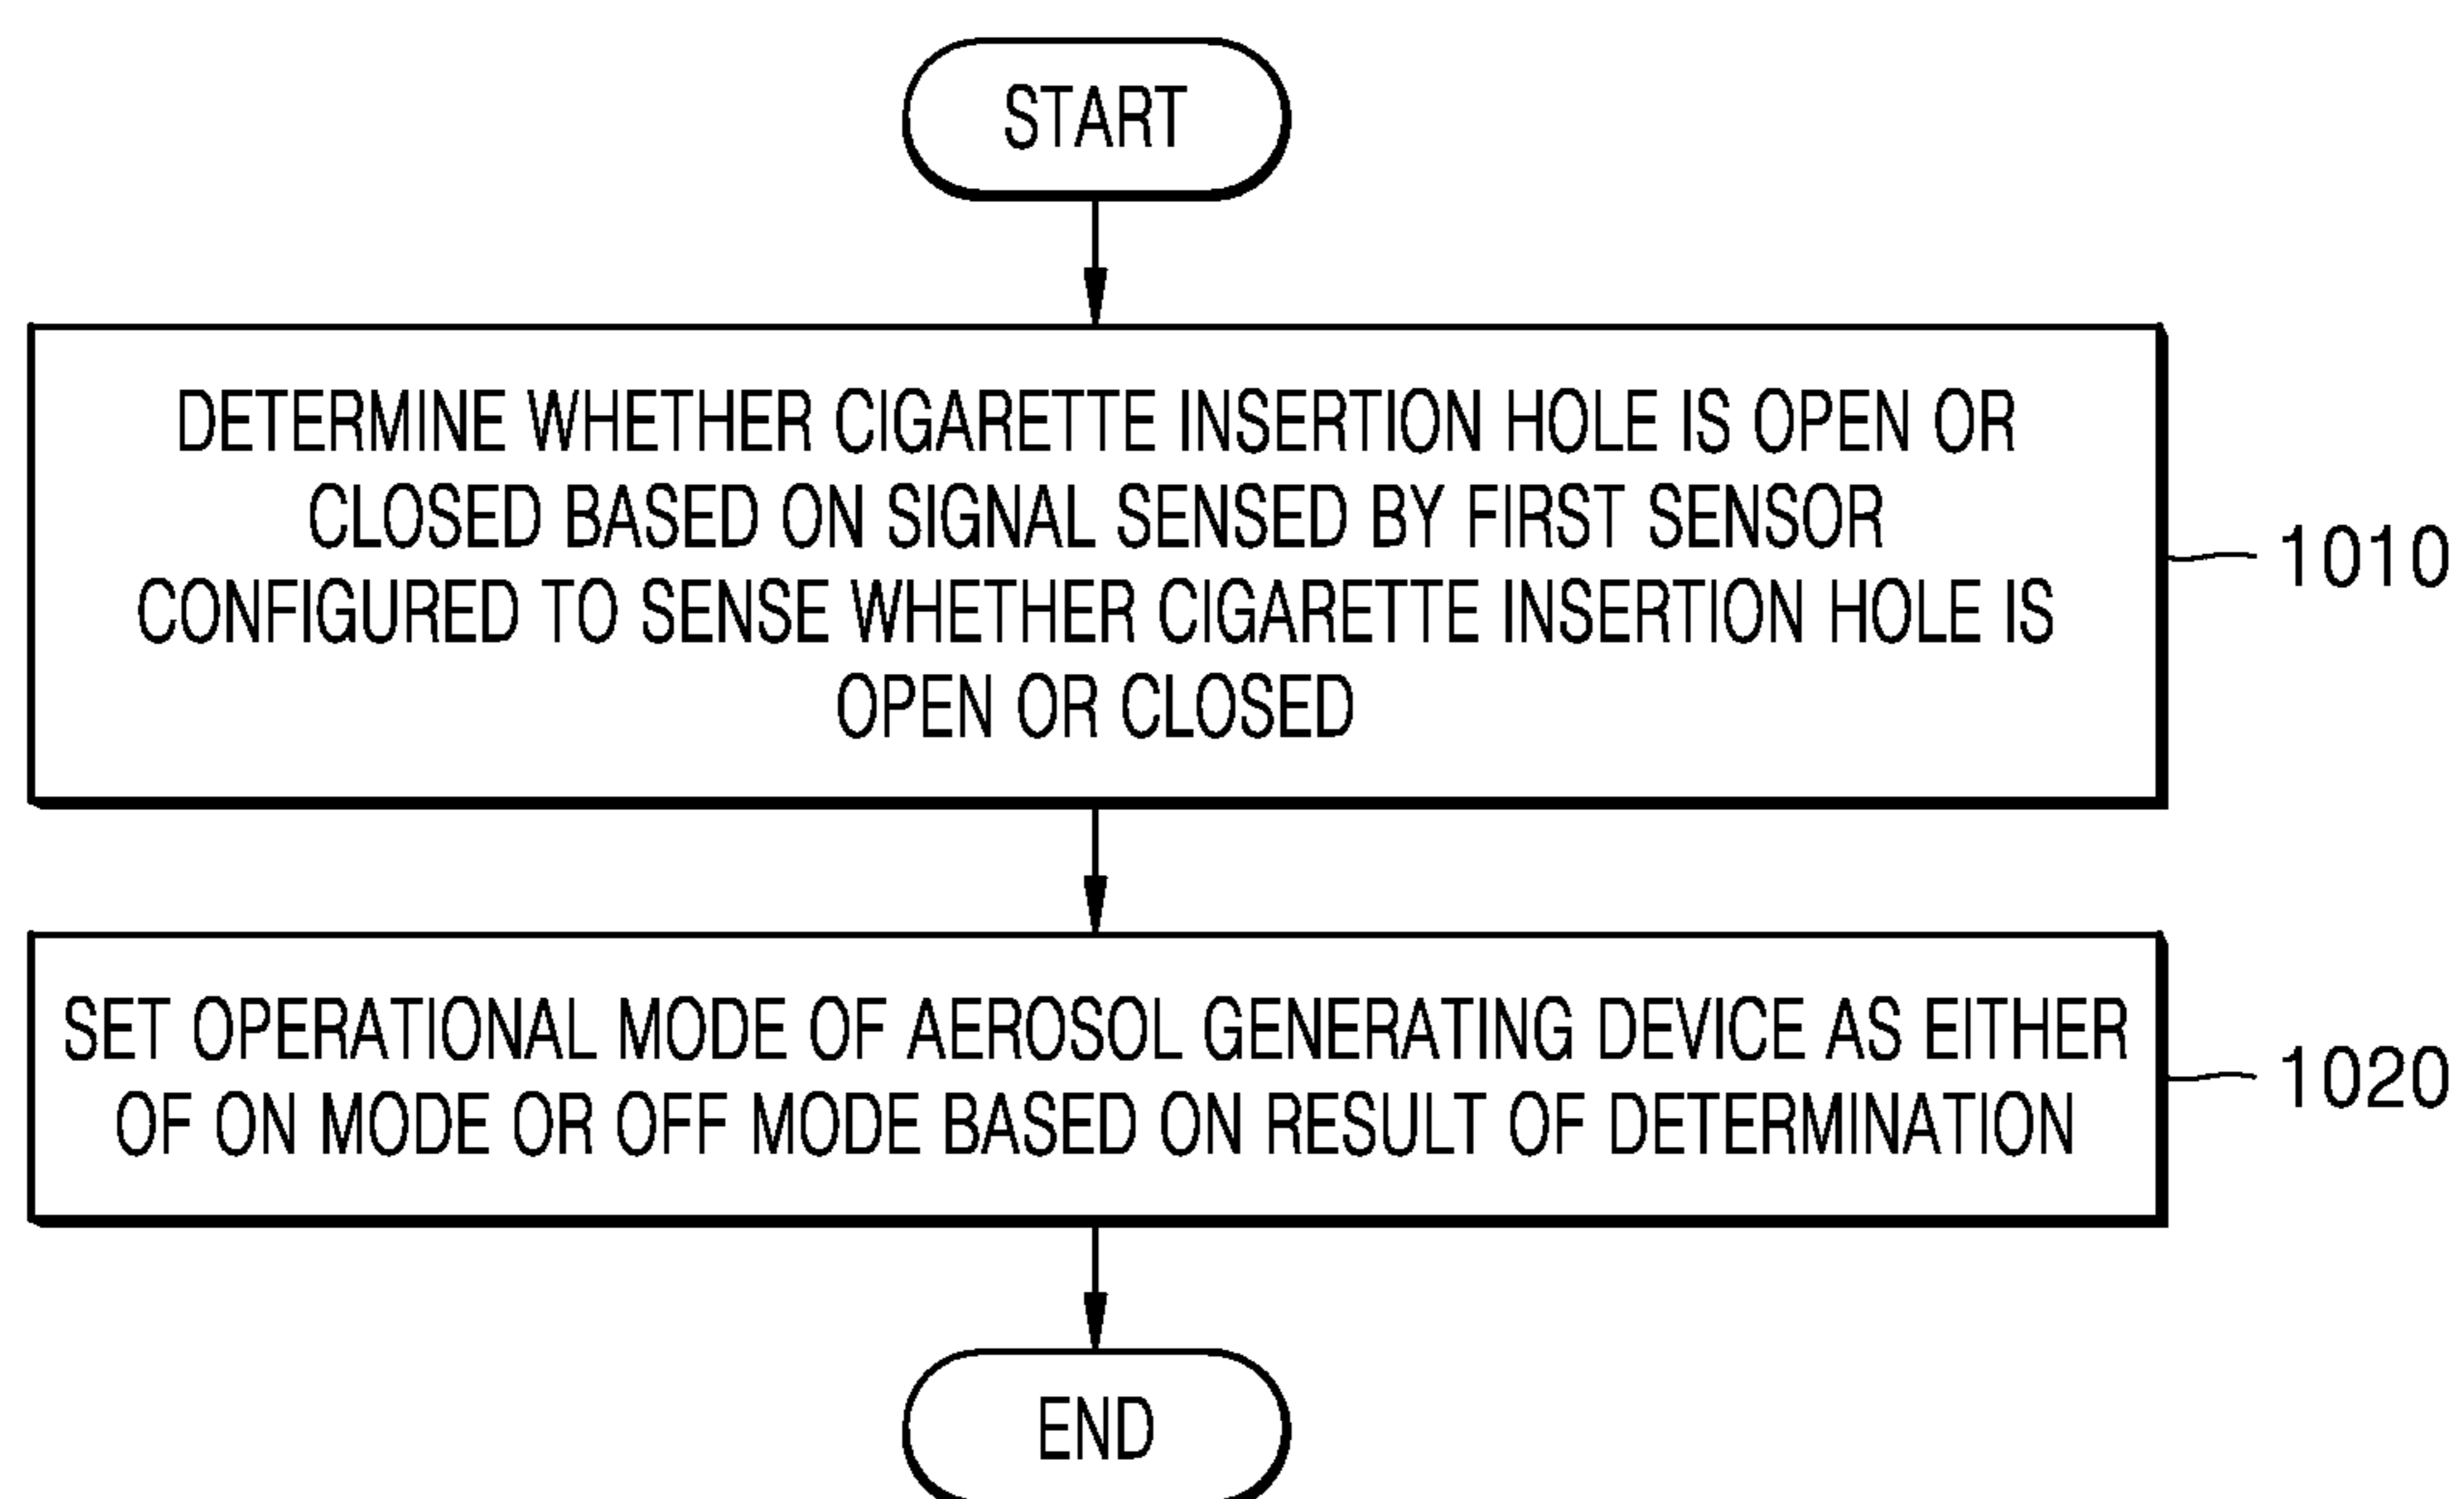 START
DETERMINE WHETHER CIGARETTE INSERTION HOLE IS OPEN OR
CLOSED BASED ON SIGNAL SENSED BY FIRST SENSOR
CONFIGURED TO SENSE WHETHER CIGARETTE INSERTION HOLE IS
OPEN OR CLOSED
1010
SET OPERATIONAL MODE OF AEROSOL GENERATING DEVICE AS EITHER
OF ON MODE OR OFF MODE BASED ON RESULT OF DETERMINATION
1020
END